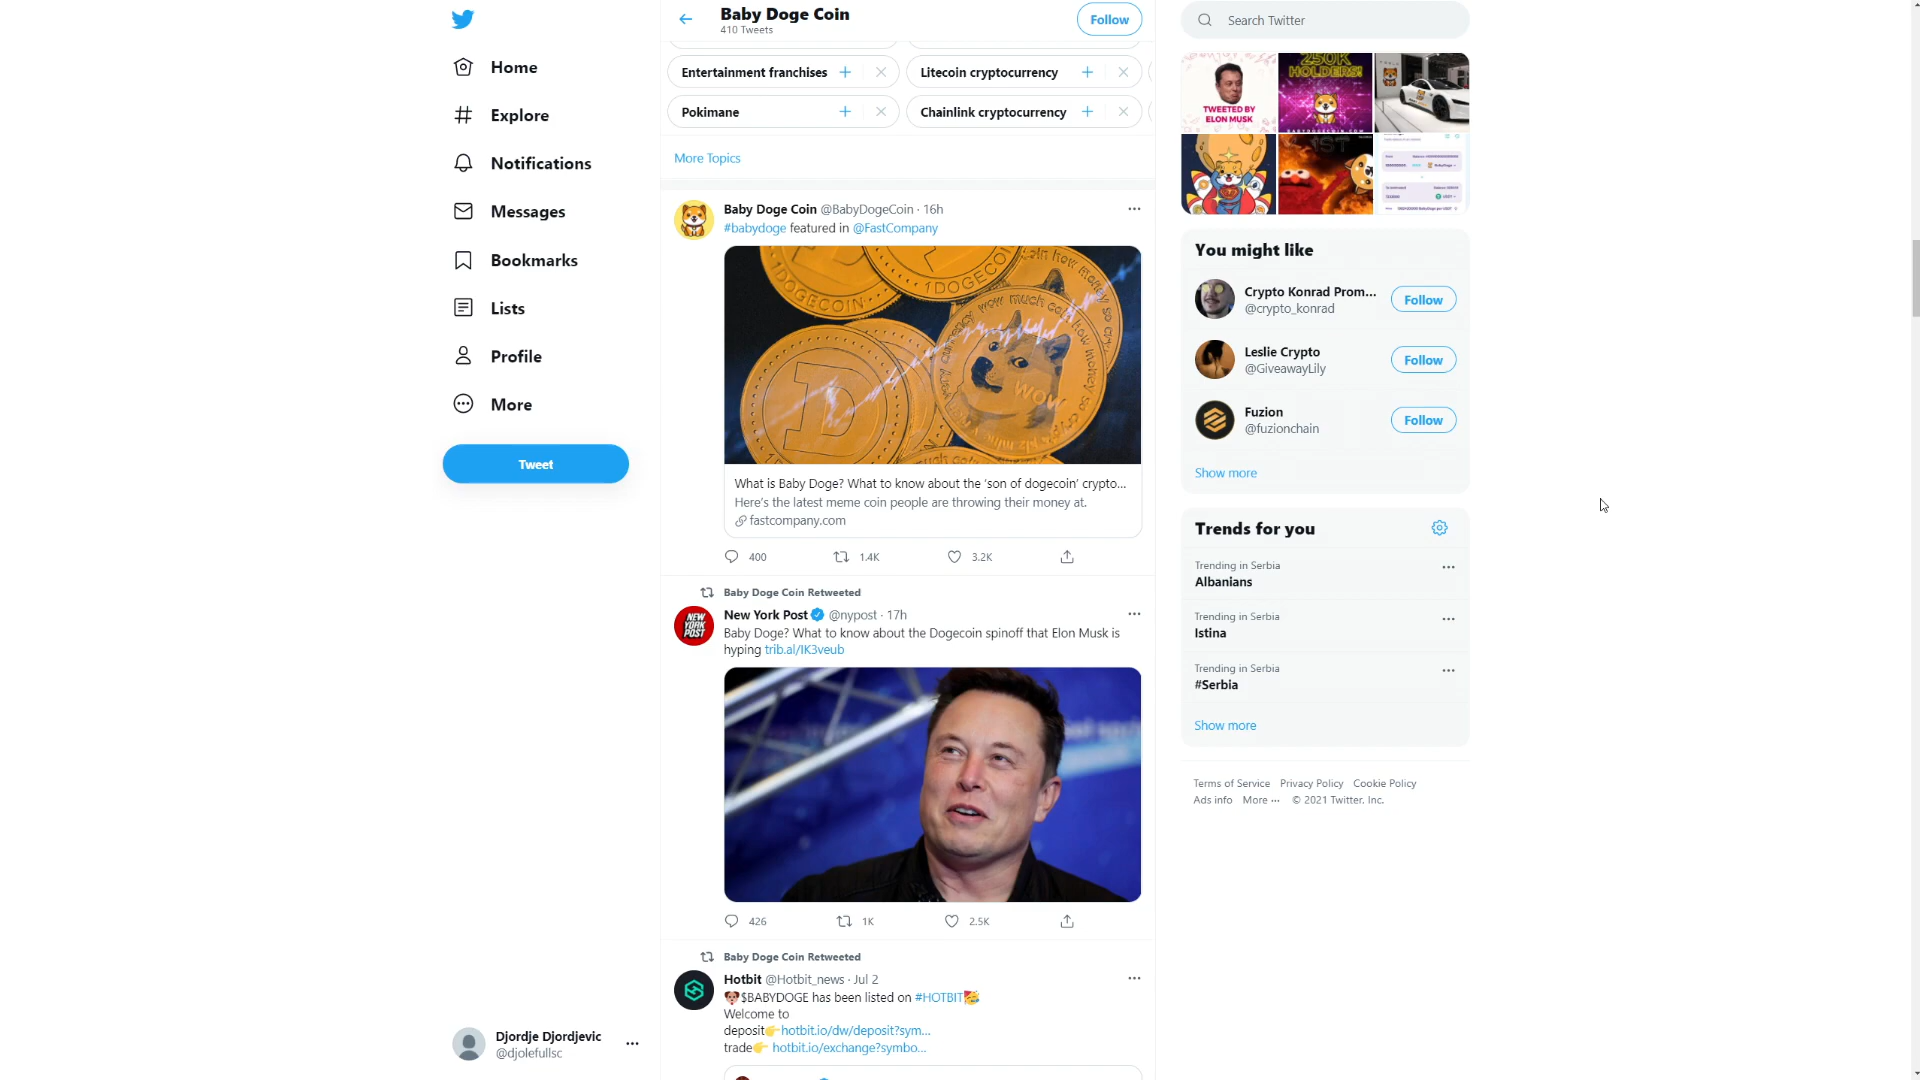 Home
Explore
Notifications
Messages
Bookmarks
Lists
Profile
More
Tweet
Djordje Djordjevic
@djolefullsc
Baby Doge Coin
410 Tweets
Follow
Entertainment franchises
Litecoin cryptocurrency
Pokimane
Chainlink cryptocurrency
More Topics
Baby Doge Coin @BabyDogeCoin · 16h
#babydoge featured in @FastCompany
DOGECOIN
1DOGECOIN
WOW
What is Baby Doge? What to know about the ‘son of dogecoin’ crypto...
Here’s the latest meme coin people are throwing their money at.
fastcompany.com
400 1.4K 3.2K
Baby Doge Coin Retweeted
New York Post @nypost · 17h
NEW
YORK
POST
Baby Doge? What to know about the Dogecoin spinoff that Elon Musk is
hyping trib.al/IK3veub
426 1K 2.5K
Baby Doge Coin Retweeted
Hotbit @Hotbit_news · Jul 2
$BABYDOGE has been listed on #HOTBIT
Welcome to
deposit hotbit.io/dw/deposit?sym...
trade hotbit.io/exchange?symbo...
Search Twitter
TWEETED BY
ELON MUSK
250K
HOLDERS!
BABYDOGECOIN.COM
You might like
Crypto Konrad Prom...
@crypto_konrad
Follow
Leslie Crypto
@GiveawayLily
Follow
Fuzion
@fuzionchain
Follow
Show more
Trends for you
Trending in Serbia
Albanians
Trending in Serbia
Istina
Trending in Serbia
#Serbia
Show more
Terms of Service Privacy Policy Cookie Policy
Ads info More ··· © 2021 Twitter, Inc.